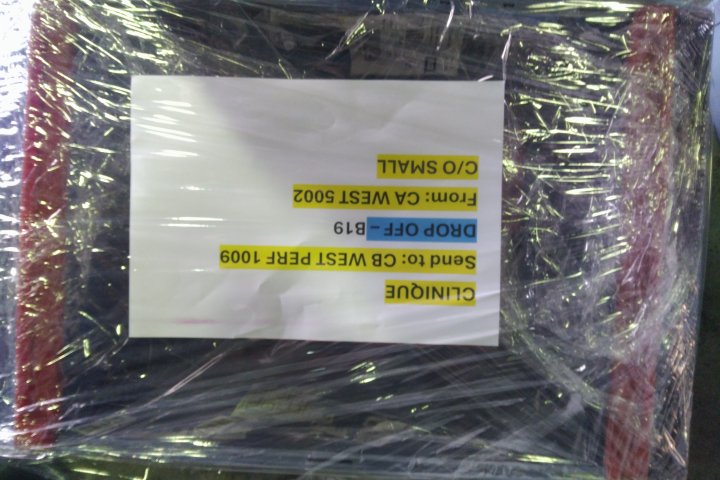 CLINIQUE
Send to: CB WEST PERF 1009
DROP OFF – B19
From: CA WEST 5002
C/O SMALL